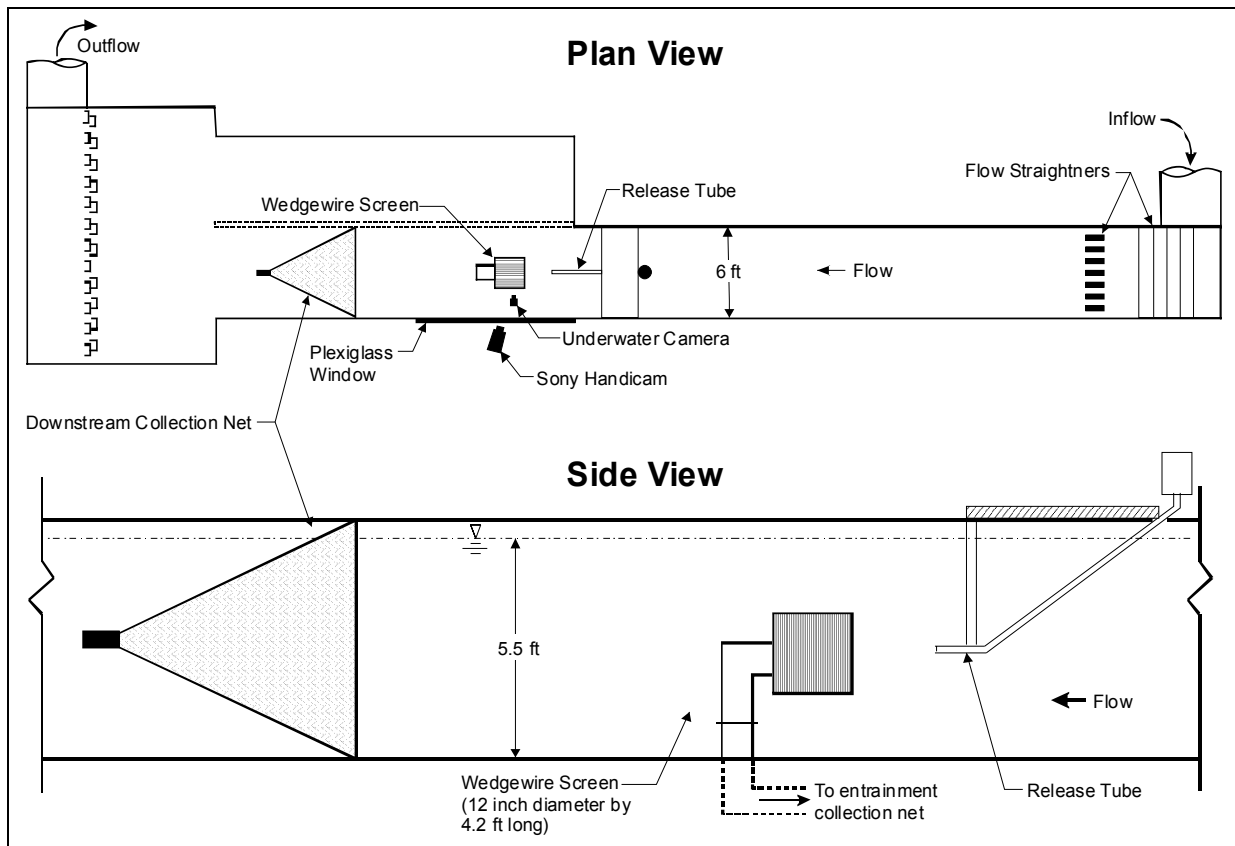 Plan View
Outflow
Inflow
Flow Straightners
Release Tube
Wedgewire Screen
6 ft
Flow
Underwater Camera
Plexiglass
Window
Sony Handicam
Downstream Collection Net
Side View
5.5 ft
Flow
Wedgewire Screen
(12 inch diameter by
4.2 ft long)
To entrainment
collection net
Release Tube